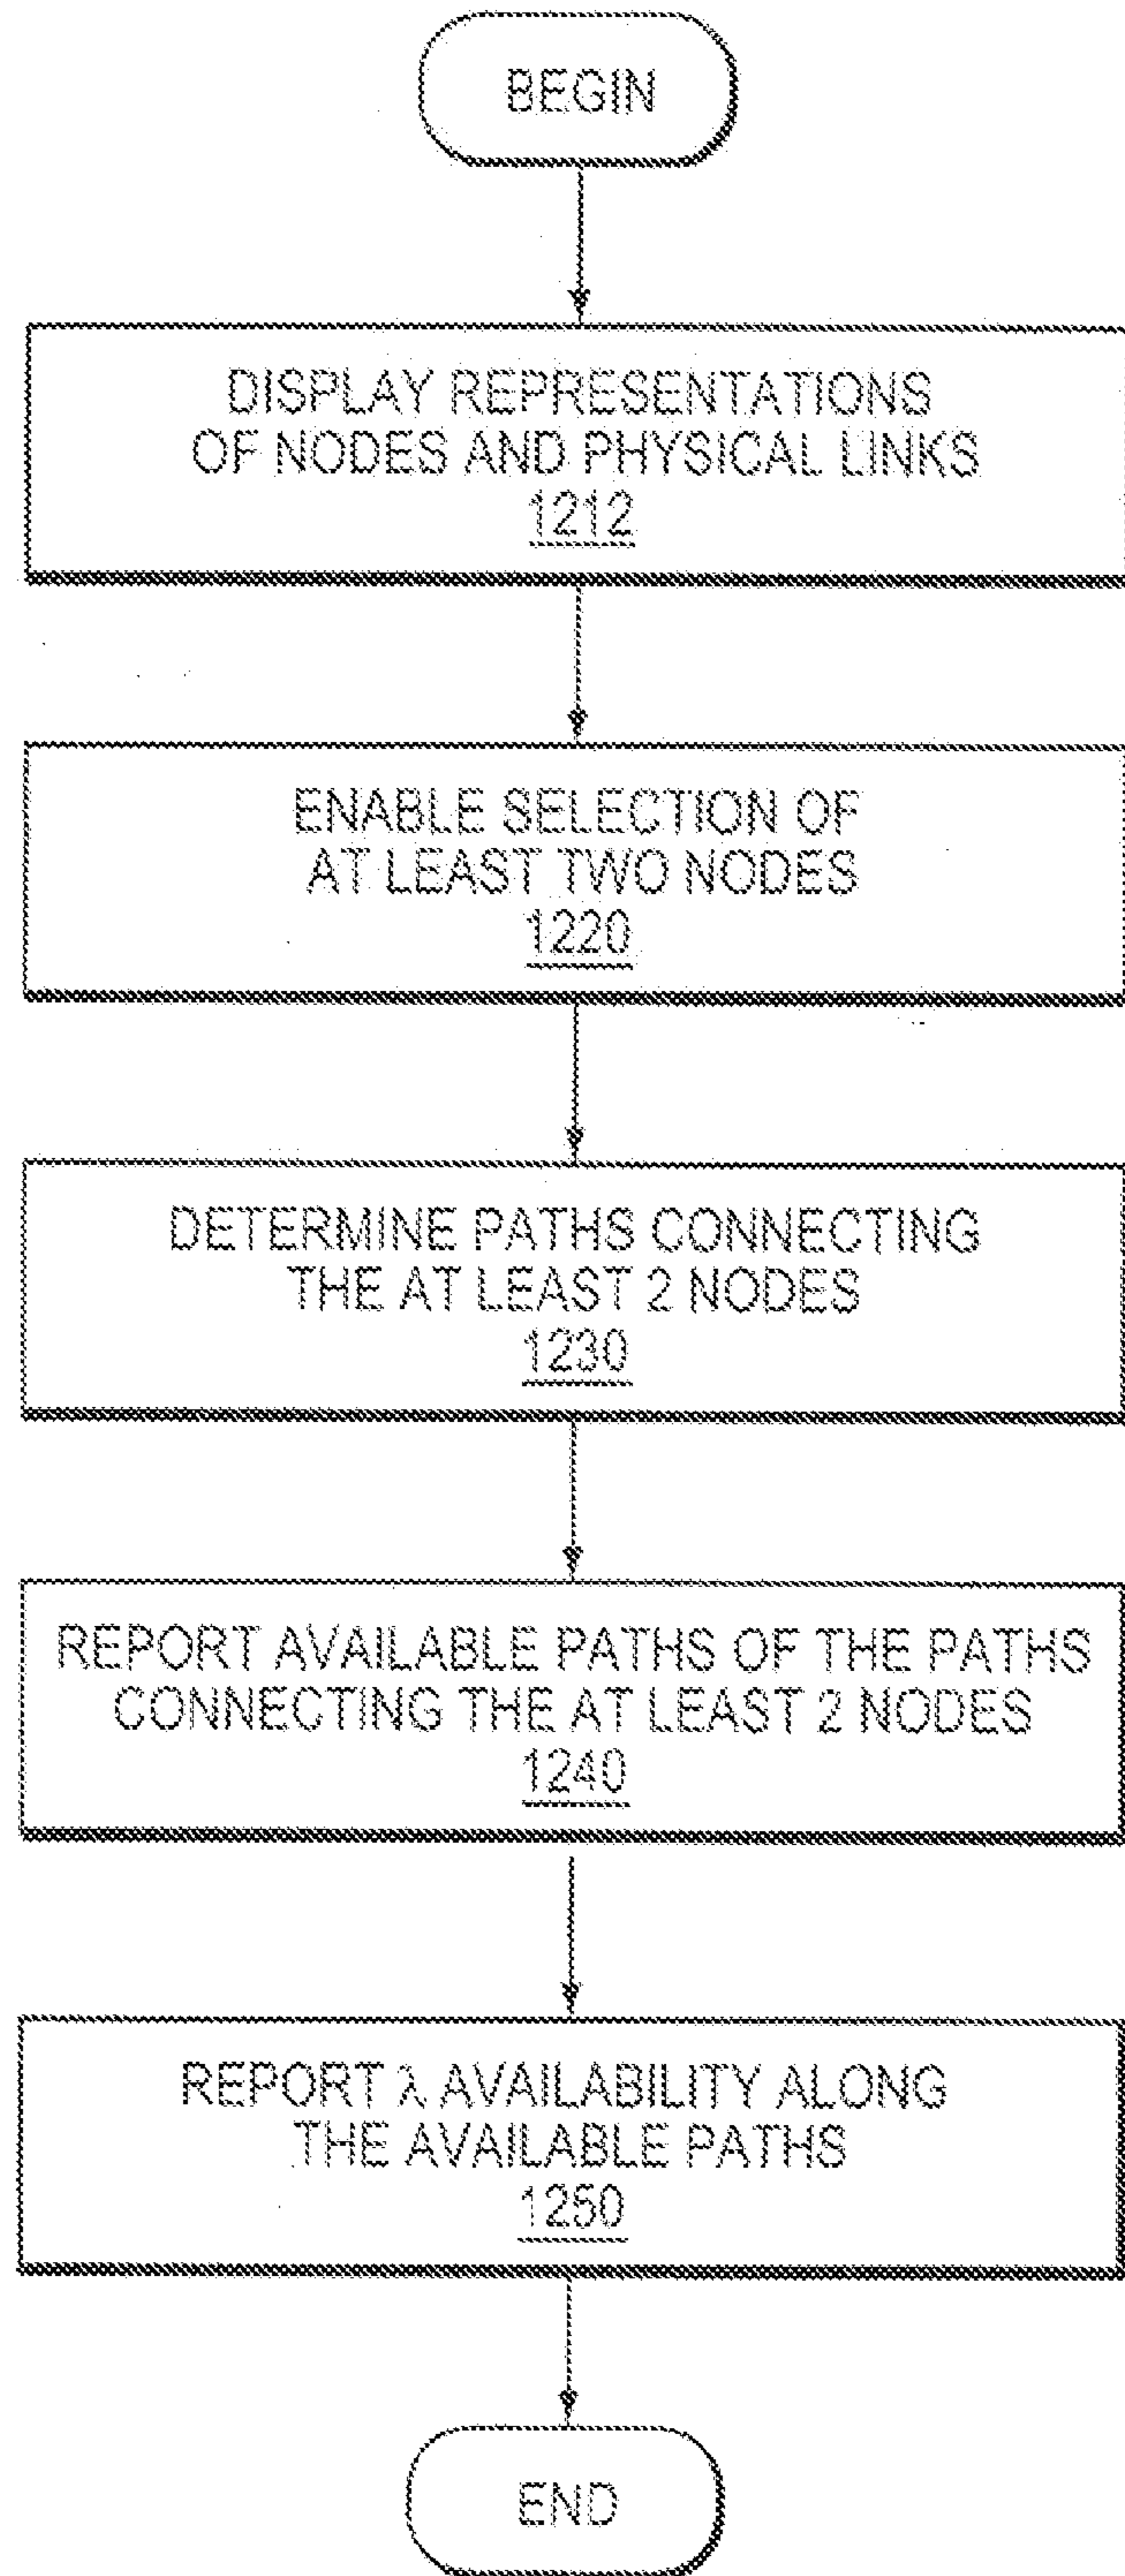 BEGIN
DISPLAY REPRESENTATIONS
OF NODES AND PHYSICAL LINKS
1212
ENABLE SELECTION OF
AT LEAST TWO NODES
1220
DETERMINE PATHS CONNECTING
THE AT LEAST 2 NODES
1230
REPORT AVAILABLE PATHS OF THE PATHS
CONNECTING THE AT LEAST 2 NODES
1240
REPORT λ AVAILABILITY ALONG
THE AVAILABLE PATHS
1250
END